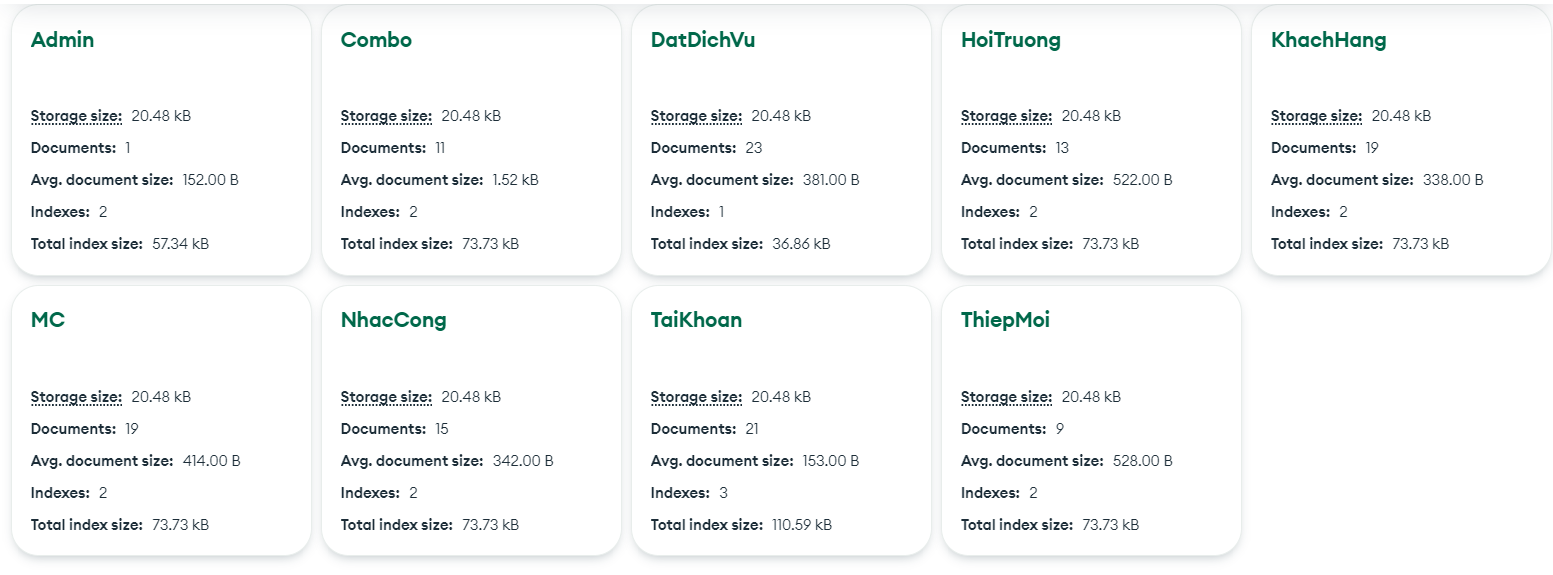 Admin
Storage size: 20.48 kB
Documents: 1
Avg. document size: 152.00 B
Indexes: 2
Total index size: 57.34 kB
Combo
Storage size: 20.48 kB
Documents: 11
Avg. document size: 1.52 kB
Indexes: 2
Total index size: 73.73 kB
DatDichVu
Storage size: 20.48 kB
Documents: 23
Avg. document size: 381.00 B
Indexes: 1
Total index size: 36.86 kB
HoiTruong
Storage size: 20.48 kB
Documents: 13
Avg. document size: 522.00 B
Indexes: 2
Total index size: 73.73 kB
KhachHang
Storage size: 20.48 kB
Documents: 19
Avg. document size: 338.00 B
Indexes: 2
Total index size: 73.73 kB
MC
Storage size: 20.48 kB
Documents: 19
Avg. document size: 414.00 B
Indexes: 2
Total index size: 73.73 kB
NhacCong
Storage size: 20.48 kB
Documents: 15
Avg. document size: 342.00 B
Indexes: 2
Total index size: 73.73 kB
TaiKhoan
Storage size: 20.48 kB
Documents: 21
Avg. document size: 153.00 B
Indexes: 3
Total index size: 110.59 kB
ThiepMoi
Storage size: 20.48 kB
Documents: 9
Avg. document size: 528.00 B
Indexes: 2
Total index size: 73.73 kB